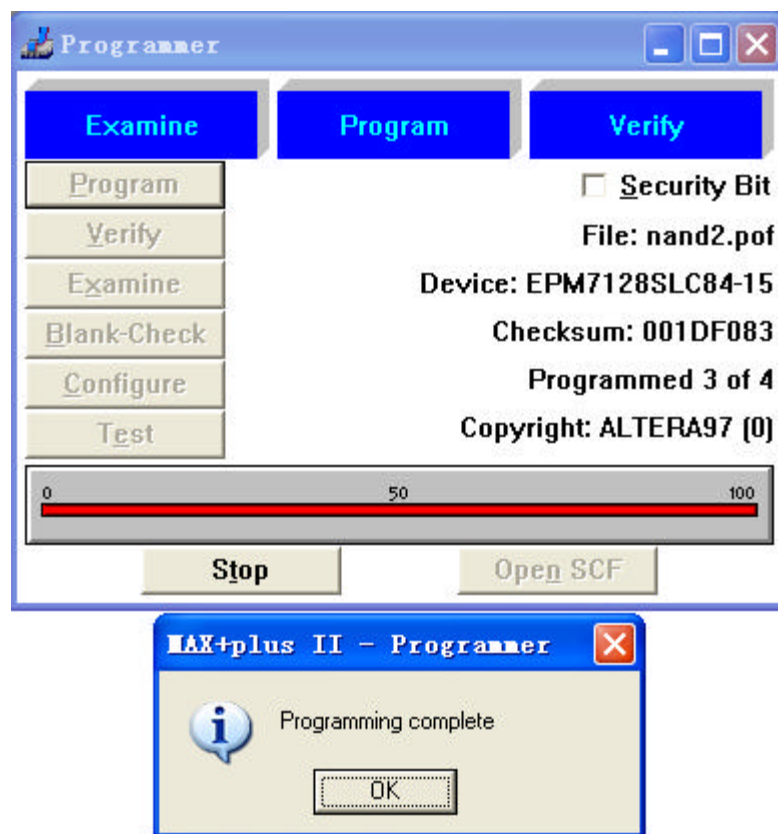 Programmer
Examine Program Verify
Program
Security Bit
Verify
File: nand2.pof
Examine
Device: EPM7128SLC84-15
Blank-Check
Checksum: 001DF083
Configure
Programmed 3 of 4
Test
Copyright: ALTERA97 (0)
0 50 100
Stop Open SCF
MAX+plus II - Programmer
Programming complete
OK